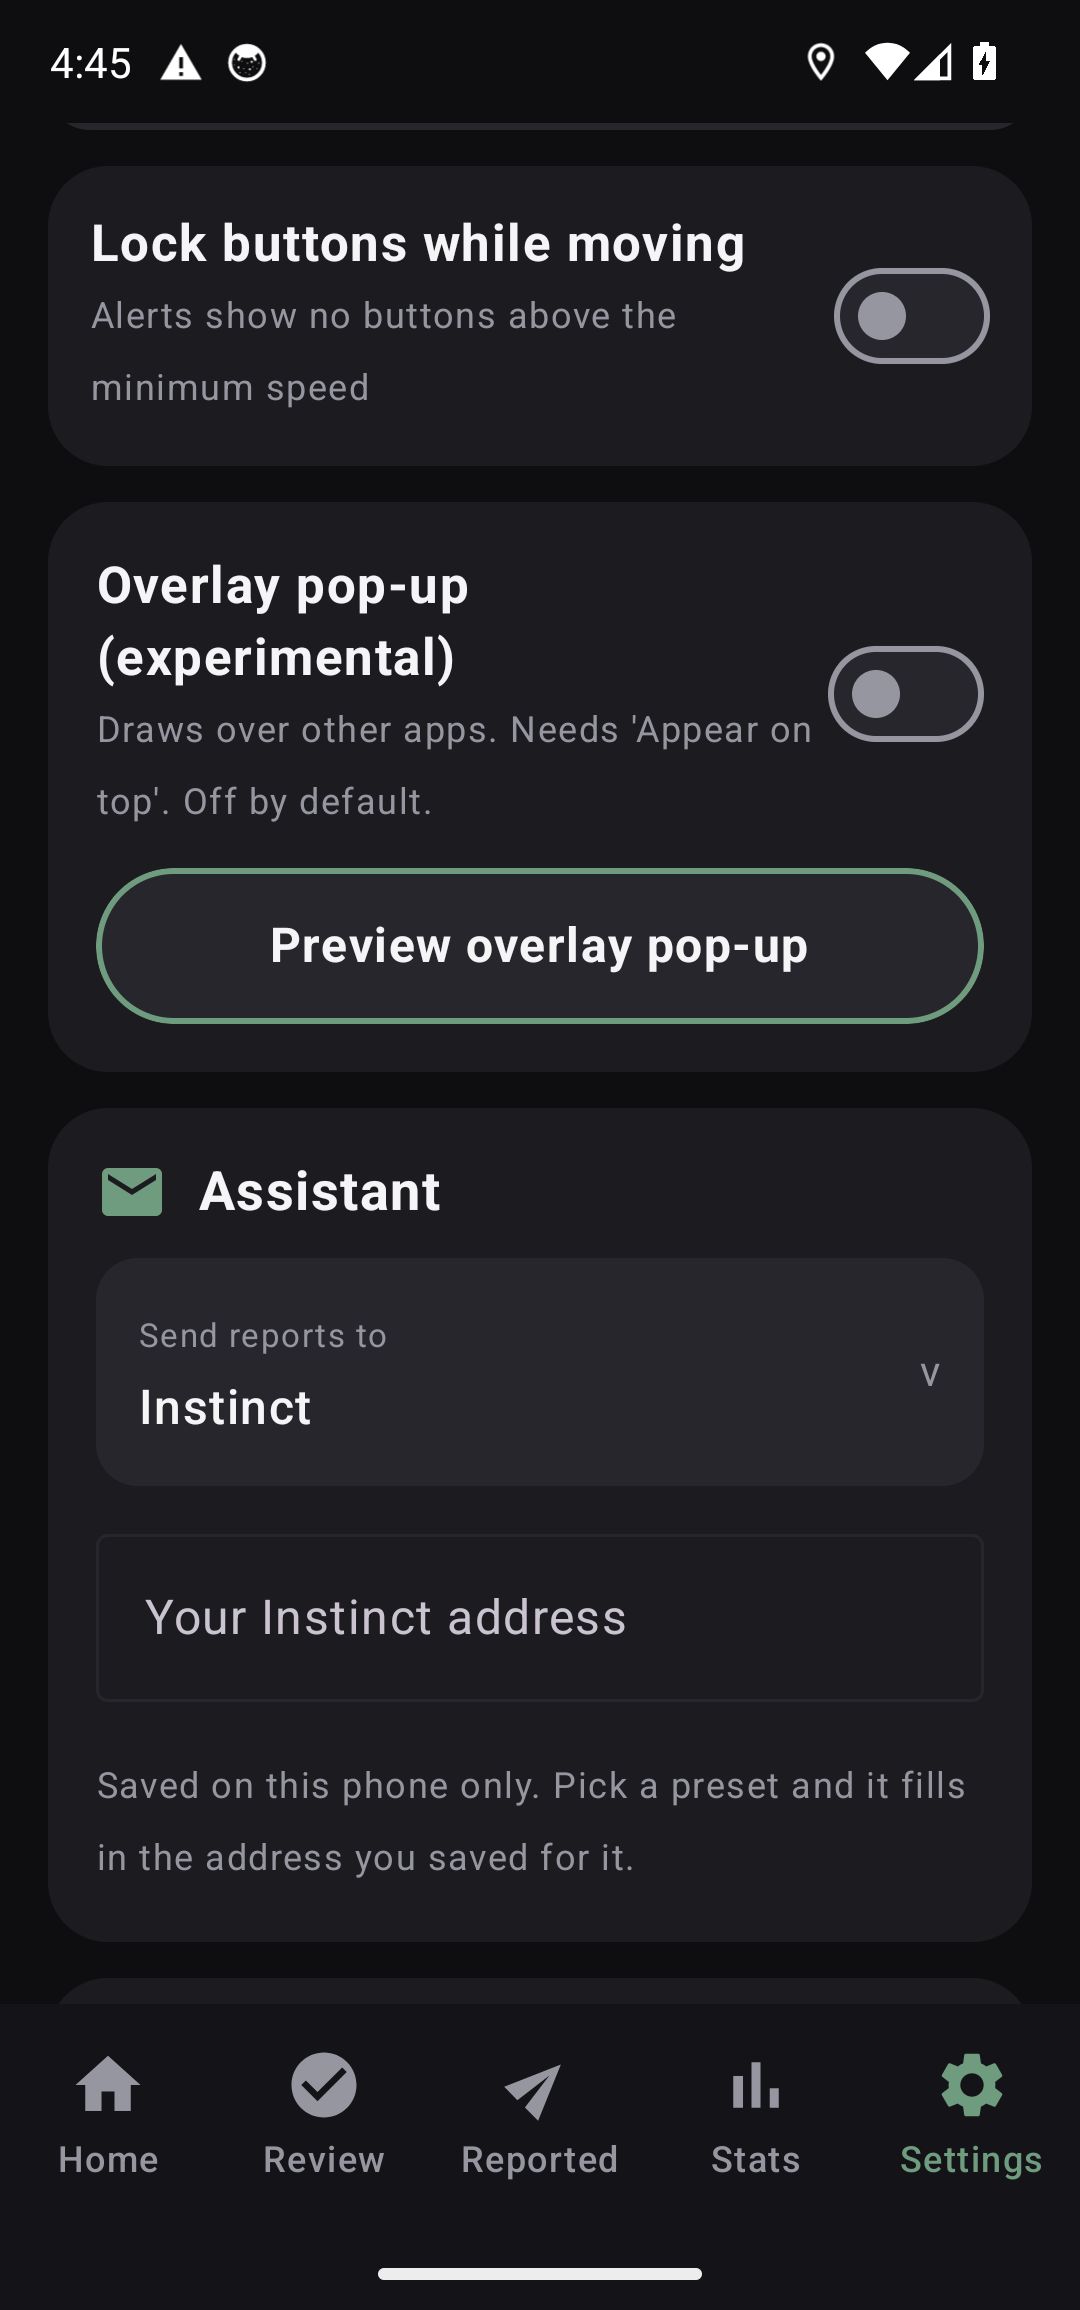 4:45
Lock buttons while moving
Alerts show no buttons above the
minimum speed
Overlay pop-up
(experimental)
Draws over other apps. Needs 'Appear on
top'. Off by default.
Preview overlay pop-up
Assistant
Send reports to
Instinct
v
Your Instinct address
Saved on this phone only. Pick a preset and it fills
in the address you saved for it.
Home
Review
Reported
Stats
Settings